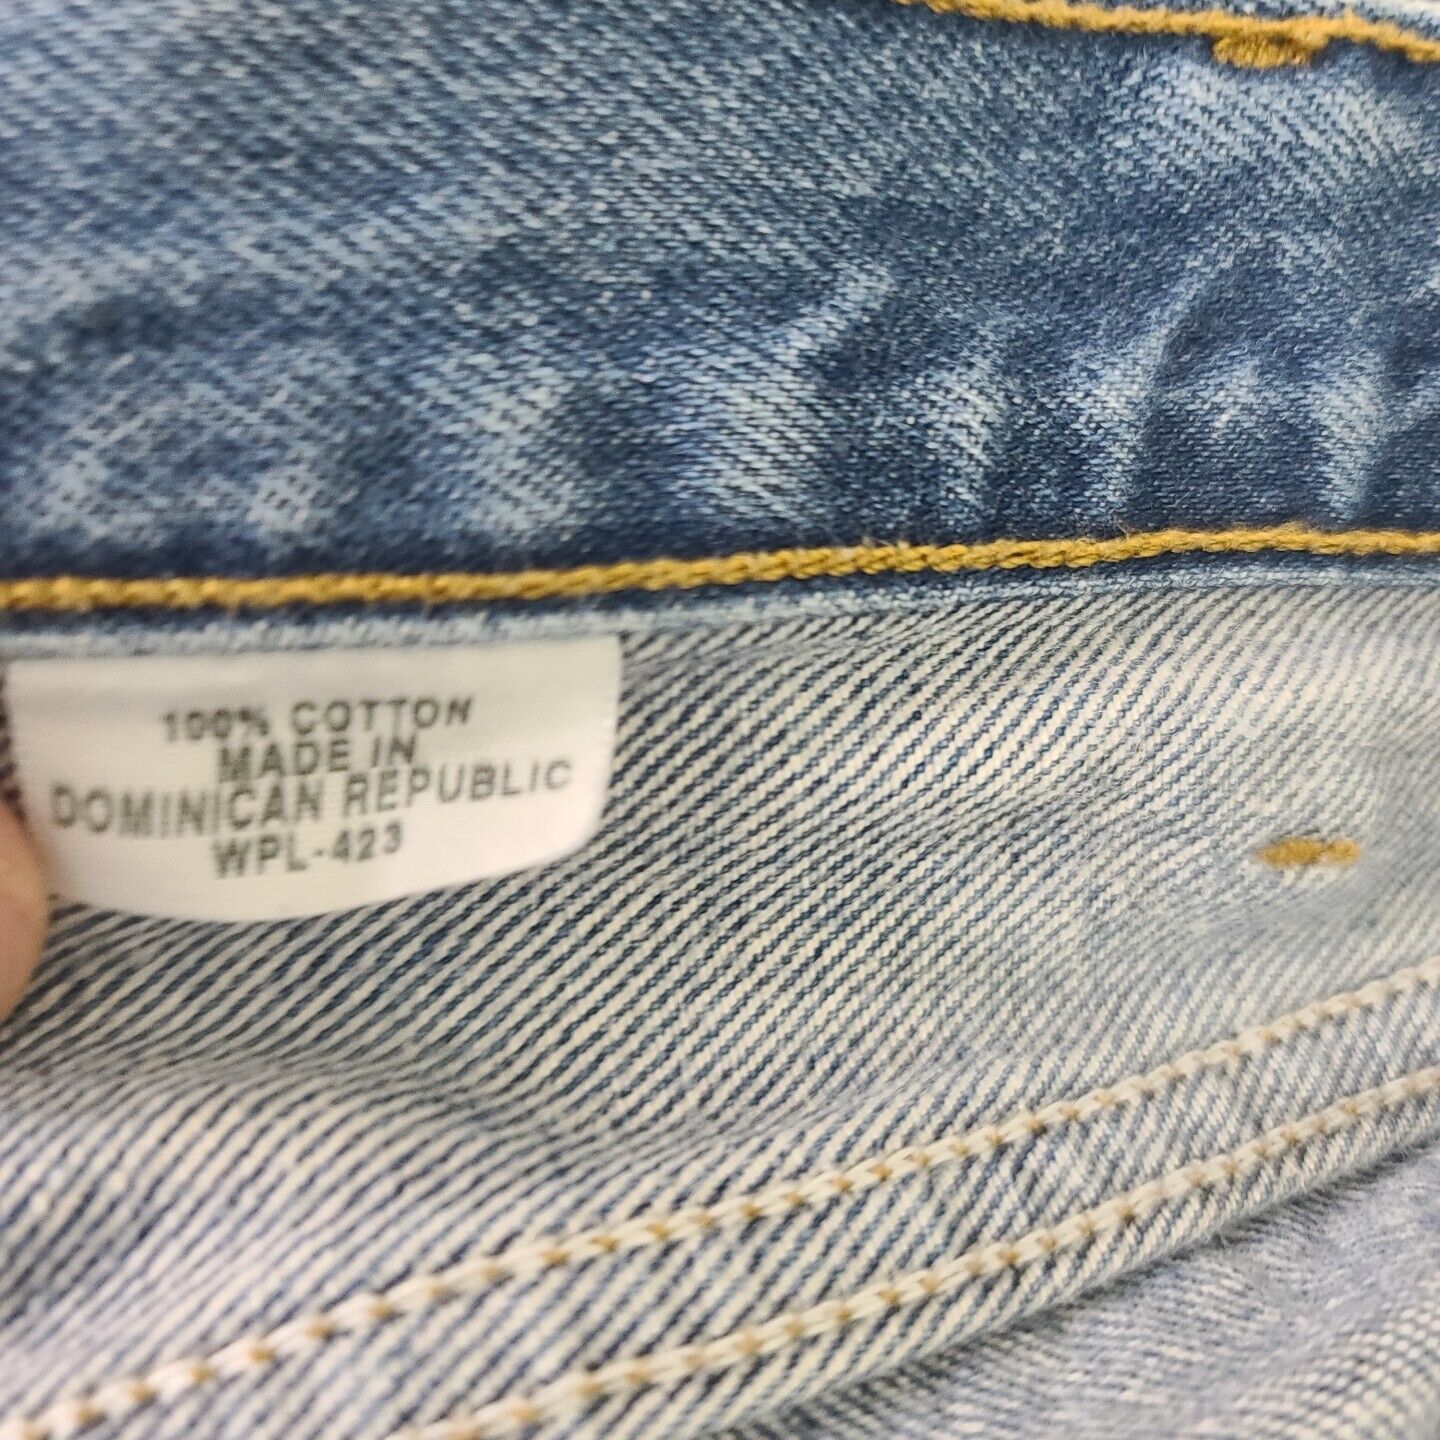 100% COTTON
MADE IN
DOMINICAN REPUBLIC
WPL-423